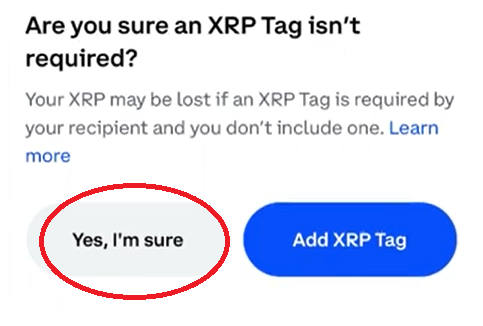 Are you sure an XRP Tag isn’t
required?
Your XRP may be lost if an XRP Tag is required by
your recipient and you don’t include one. Learn
more
Yes, I'm sure
Add XRP Tag